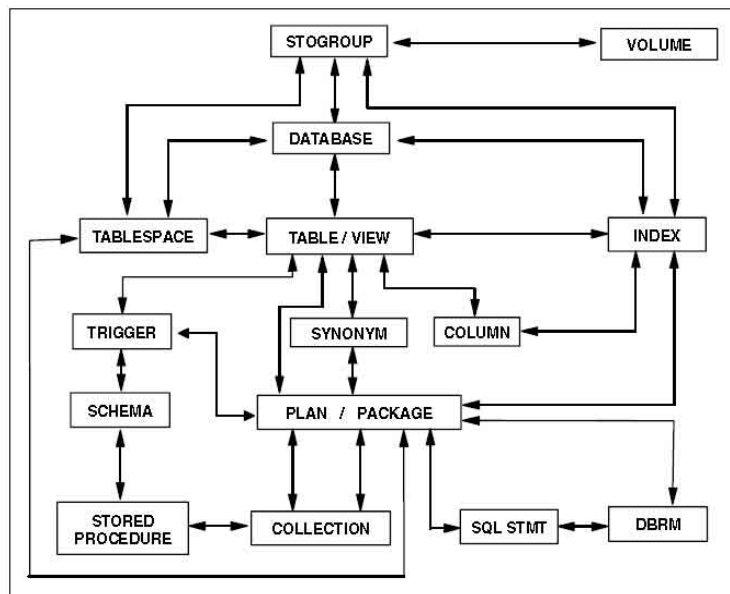 STOGROUP
VOLUME
DATABASE
TABLESPACE
TABLE / VIEW
INDEX
TRIGGER
SYNONYM
COLUMN
SCHEMA
PLAN / PACKAGE
STORED
PROCEDURE
COLLECTION
SQL STMT
DBRM